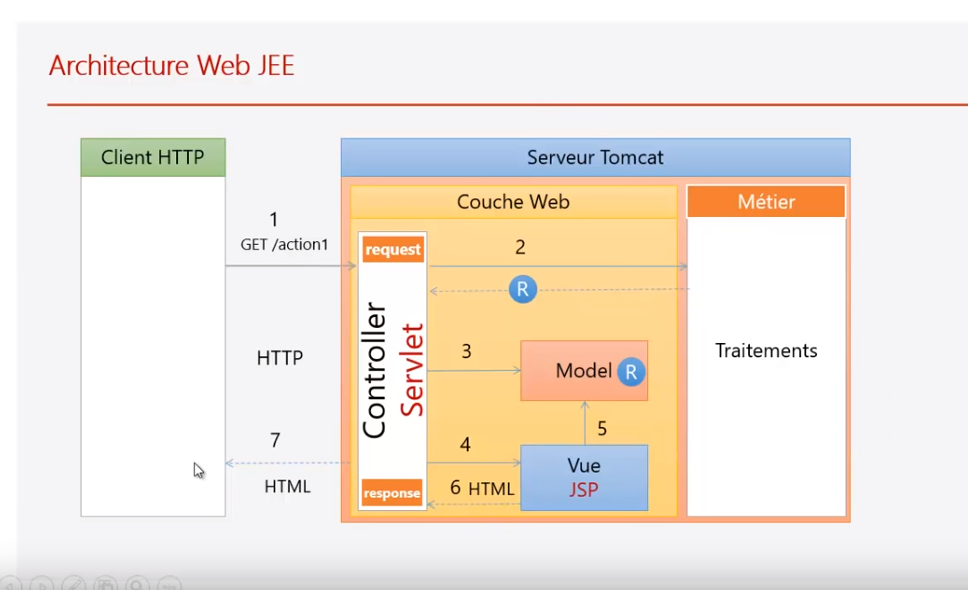 Architecture Web JEE
Client HTTP
Serveur Tomcat
Couche Web
Métier
1
GET /action1
request
2
R
Controller
Servlet
HTTP
3
Model R
Traitements
5
7
4
Vue
JSP
HTML
response
6 HTML